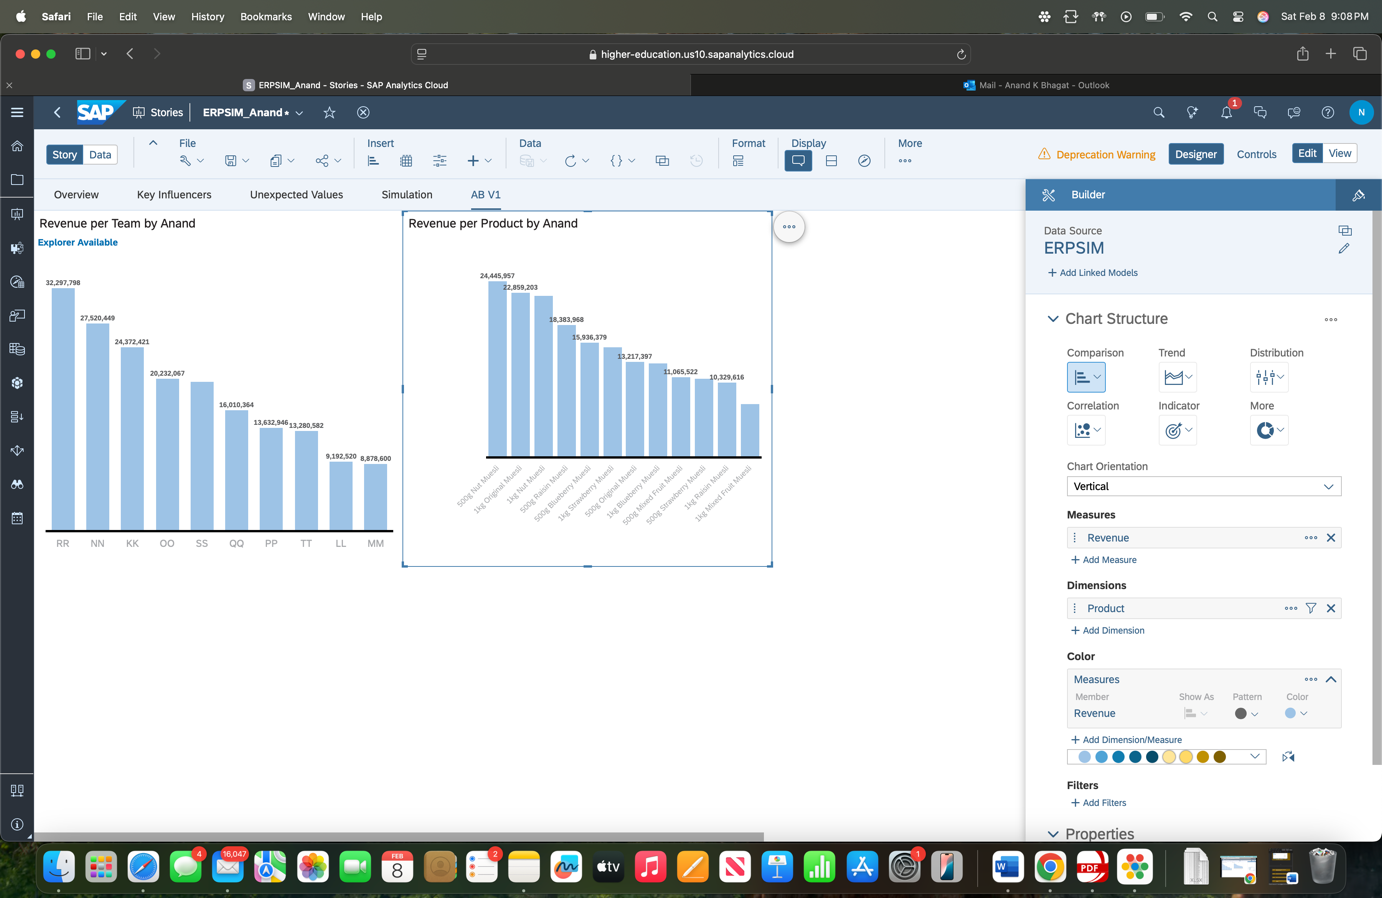 Safari File Edit View History Bookmarks Window Help
Sat Feb 8 9:08 PM
higher-education.us10.sapanalytics.cloud
S ERPSIM_Anand - Stories - SAP Analytics Cloud
Mail - Anand K Bhagat - Outlook
SAP Stories ERPSIM_Anand
1
N
Story Data
File
Insert
Data
Format
Display
More
Deprecation Warning
Designer
Controls
Edit View
Overview Key Influencers Unexpected Values Simulation AB V1
Revenue per Team by Anand
Explorer Available
32,297,798
27,520,449
24,372,421
20,232,067
16,010,364
13,632,946
13,280,582
9,192,520
8,878,600
RR NN KK OO SS QQ PP TT LL MM
Revenue per Product by Anand
24,445,957
22,859,203
18,383,968
15,936,379
13,217,397
11,065,522
10,329,616
500g Nut Muesli
1kg Original Muesli
1kg Nut Muesli
500g Raisin Muesli
500g Blueberry Muesli
1kg Strawberry Muesli
500g Original Muesli
1kg Blueberry Muesli
500g Mixed Fruit Muesli
500g Strawberry Muesli
1kg Raisin Muesli
1kg Mixed Fruit Muesli
Builder
Data Source
ERPSIM
+ Add Linked Models
Chart Structure
Comparison Trend Distribution
Correlation Indicator More
Chart Orientation
Vertical
Measures
Revenue
+ Add Measure
Dimensions
Product
+ Add Dimension
Color
Measures
Member Show As Pattern Color
Revenue
+ Add Dimension/Measure
Filters
+ Add Filters
Properties
4
16,047
FEB
8
2
tv
1
W
PDF